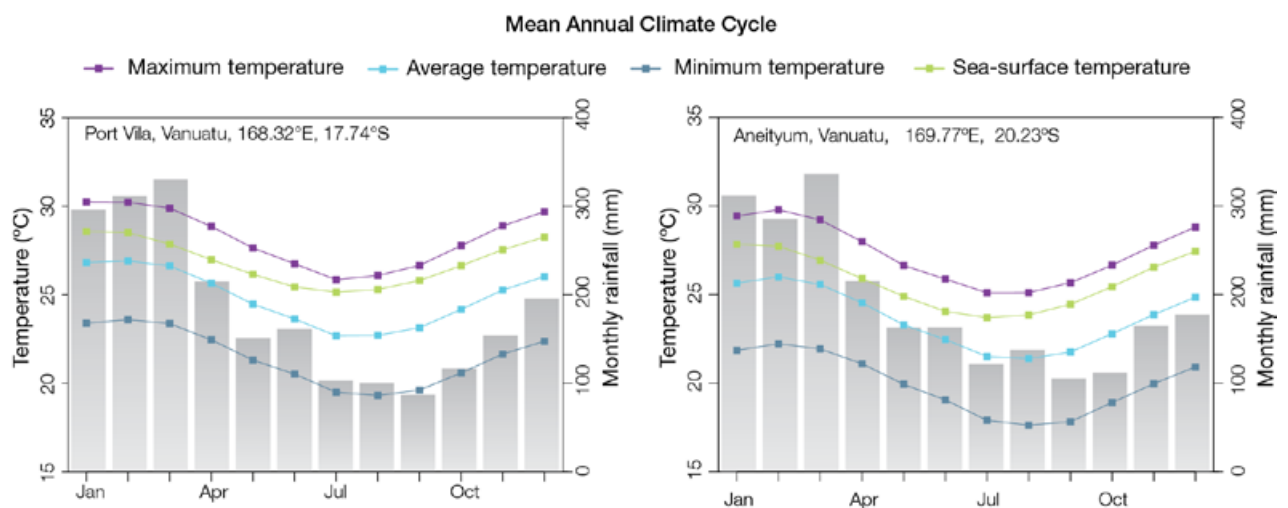 Mean Annual Climate Cycle
Maximum temperature Average temperature Minimum temperature Sea-surface temperature
Port Vila, Vanuatu, 168.32ºE, 17.74ºS
Temperature (ºC)
35
30
25
20
15
Monthly rainfall (mm)
400
300
200
100
0
Jan Apr Jul Oct
Aneityum, Vanuatu, 169.77ºE, 20.23ºS
Temperature (ºC)
35
30
25
20
15
Monthly rainfall (mm)
400
300
200
100
0
Jan Apr Jul Oct